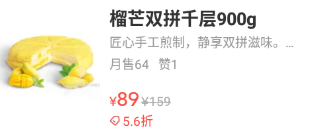 榴芒双拼千层900g
匠心手工煎制，静享双拼滋味。...
月售64 赞1
¥89 ¥159
5.6折